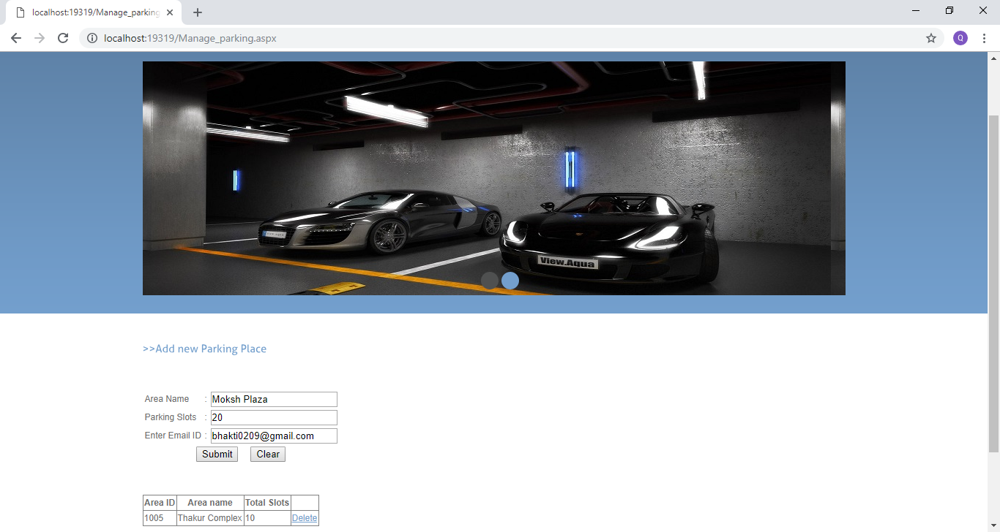 localhost:19319/Manage_parking
localhost:19319/Manage_parking.aspx
Q
View.Aqua
>>Add new Parking Place
Area Name : Moksh Plaza
Parking Slots : 20
Enter Email ID : bhakti0209@gmail.com
Submit Clear
Area ID Area name Total Slots
1005 Thakur Complex 10 Delete